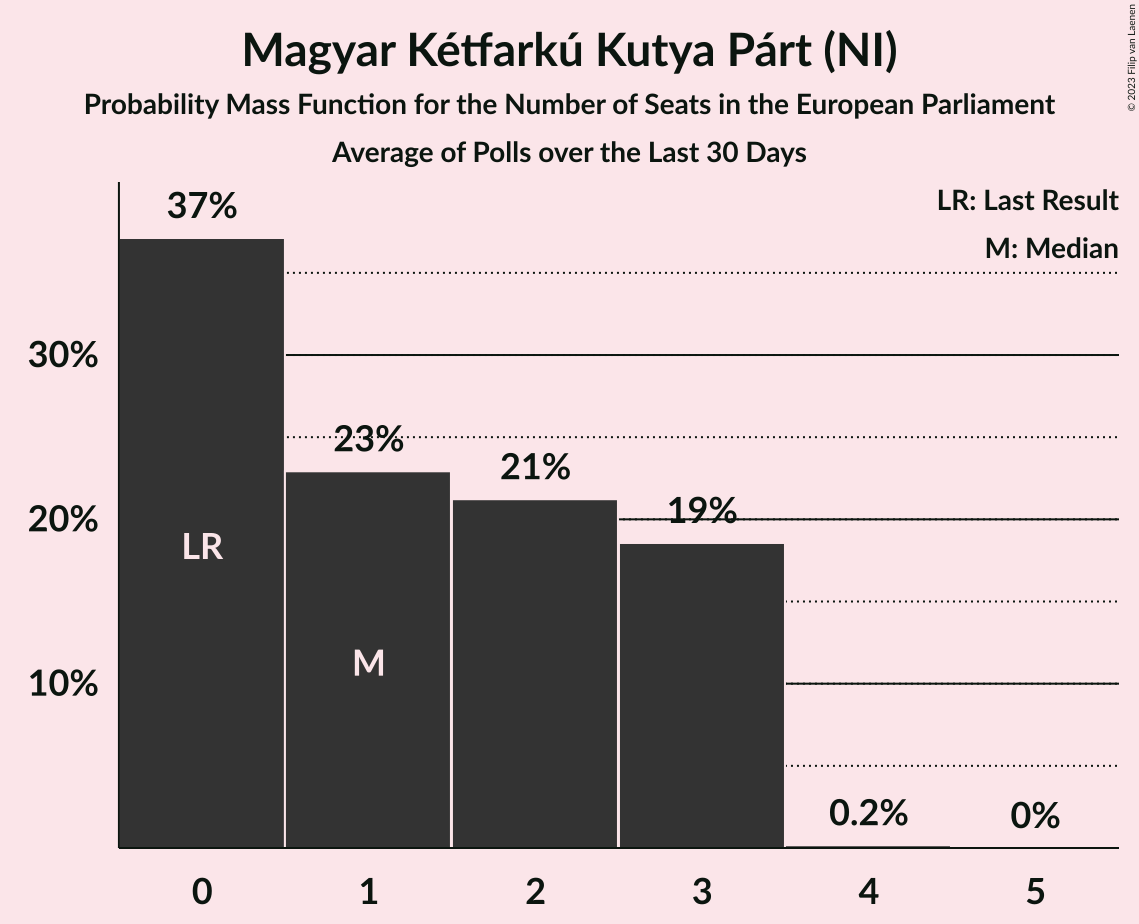 Magyar Kétfarkú Kutya Párt (NI)
Probability Mass Function for the Number of Seats in the European Parliament
Average of Polls over the Last 30 Days
© 2023 Filip van Laenen
LR: Last Result
M: Median
37%
30%
23%
21%
20%
19%
LR
M
10%
0.2%
0%
0 1 2 3 4 5